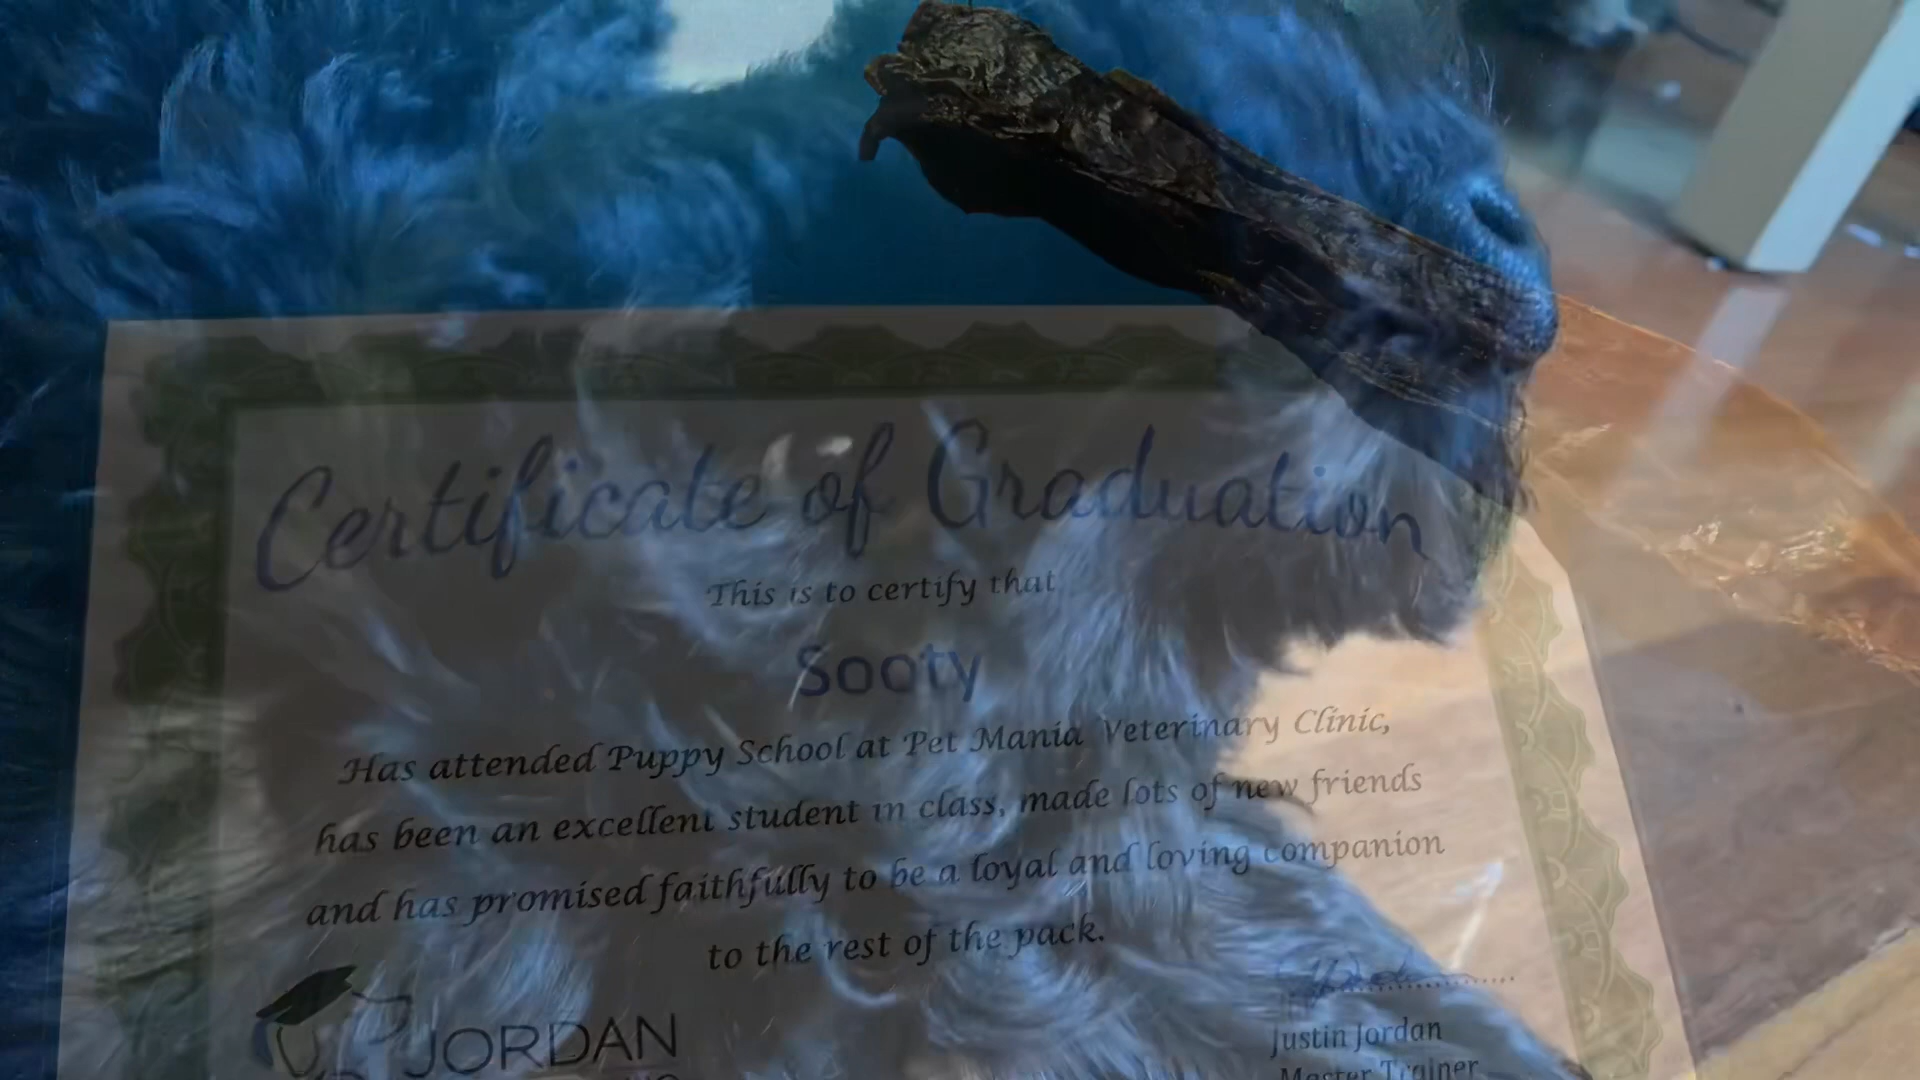 Certificate of Graduation
This is to certify that
Sooty
Has attended Puppy School at Pet Mania Veterinary Clinic,
has been an excellent student in class, made lots of new friends
and has promised faithfully to be a loyal and loving companion
to the rest of the pack.
JORDAN
Justin Jordan
Master Trainer